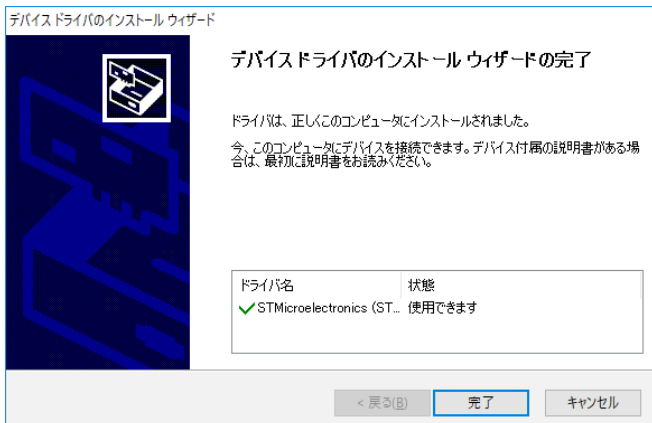 デバイス ドライバのインストール ウィザード
デバイス ドライバのインストール ウィザードの完了
ドライバは、正しくこのコンピュータにインストールされました。
今、このコンピュータにデバイスを接続できます。デバイス付属の説明書がある場
合は、最初に説明書をお読みください。
ドライバ名 状態
STMicroelectronics (ST... 使用できます
< 戻る(B) 完了 キャンセル